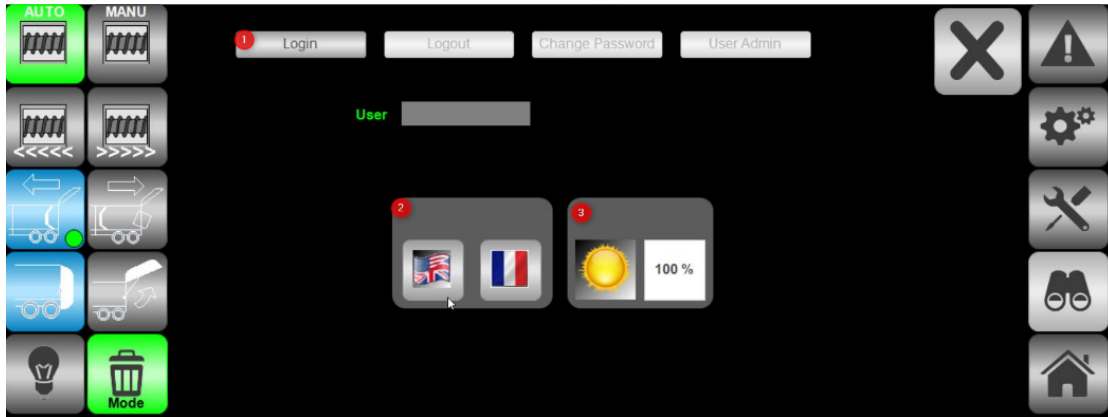 AUTO MANU
1 Login Logout Change Password User Admin
<<<<< >>>>>
User
2 3
100 %
Mode